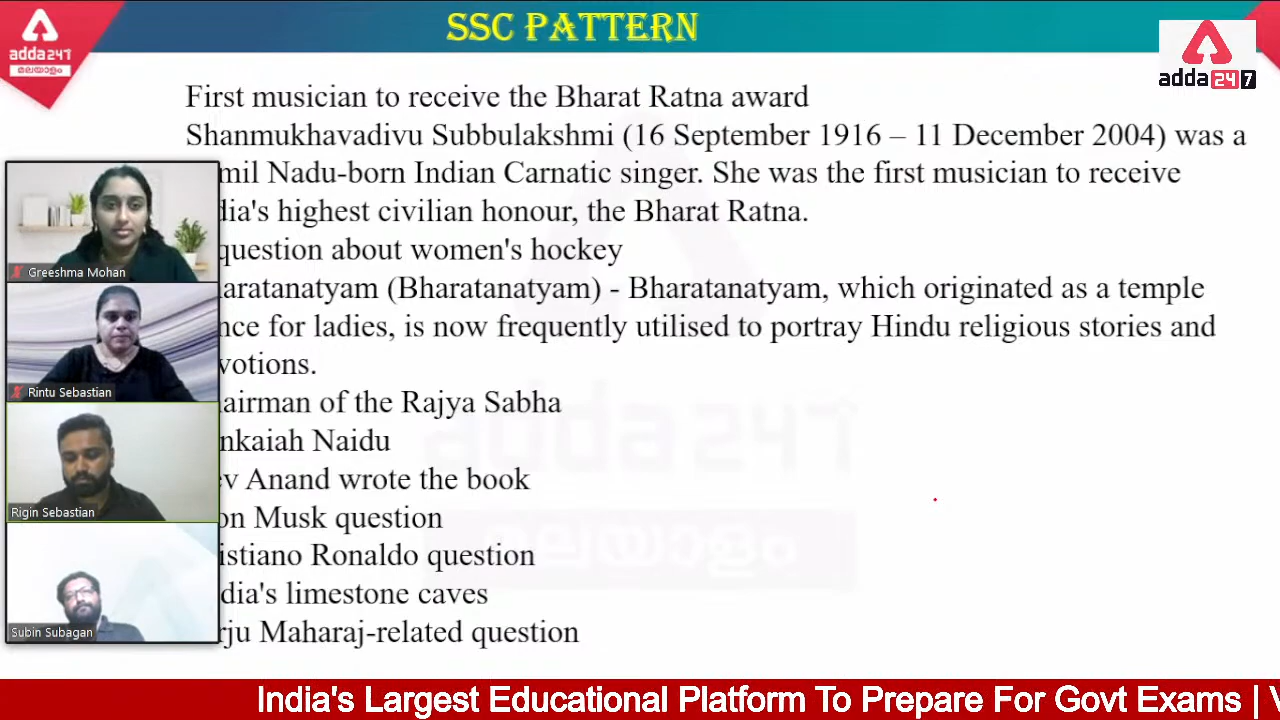 SSC PATTERN
adda247
മലയാളം
adda247
First musician to receive the Bharat Ratna award
Shanmukhavadivu Subbulakshmi (16 September 1916 – 11 December 2004) was a
mil Nadu-born Indian Carnatic singer. She was the first musician to receive
dia's highest civilian honour, the Bharat Ratna.
question about women's hockey
aratanatyam (Bharatanatyam) - Bharatanatyam, which originated as a temple
nce for ladies, is now frequently utilised to portray Hindu religious stories and
votions.
airman of the Rajya Sabha
nkaiah Naidu
ev Anand wrote the book
on Musk question
istiano Ronaldo question
dia's limestone caves
rju Maharaj-related question
adda247
മലയാളം
Greeshma Mohan
Rintu Sebastian
Rigin Sebastian
Subin Subagan
India's Largest Educational Platform To Prepare For Govt Exams | V